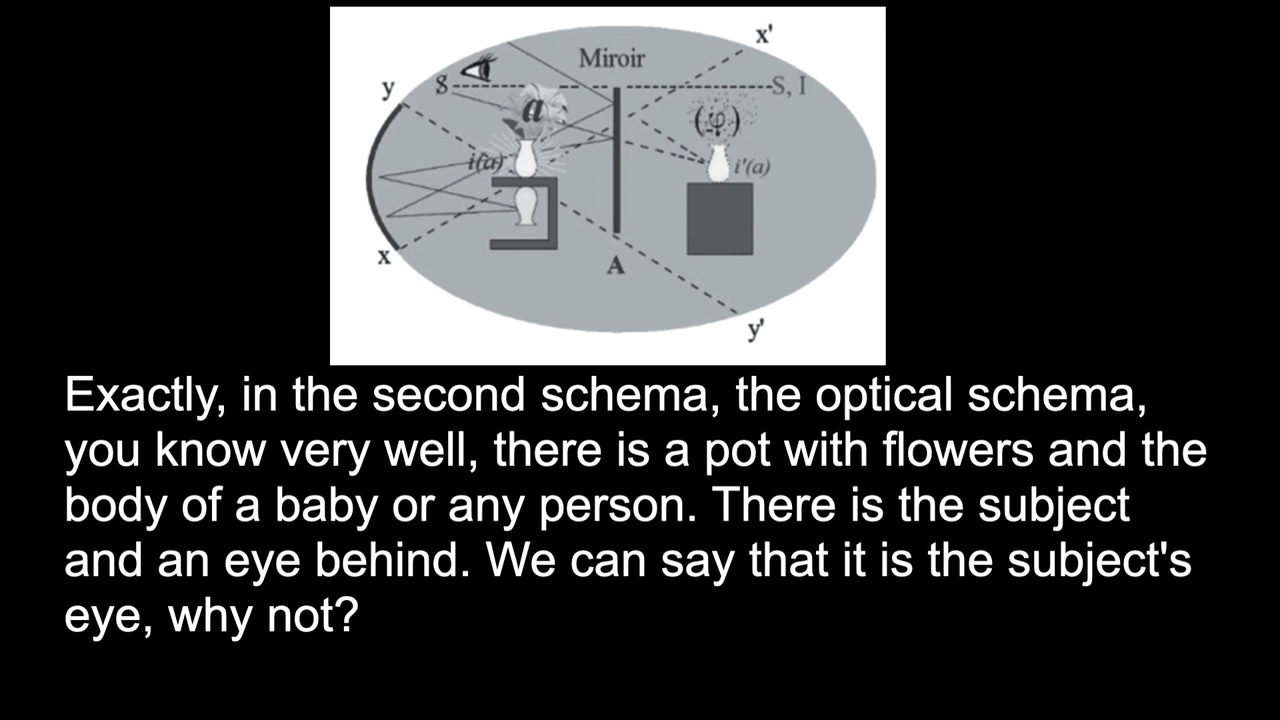 x'
Miroir
y
$
S, I
a
(φ)
i(a)
i'(a)
x
A
y'
Exactly, in the second schema, the optical schema,
you know very well, there is a pot with flowers and the
body of a baby or any person. There is the subject
and an eye behind. We can say that it is the subject's
eye, why not?